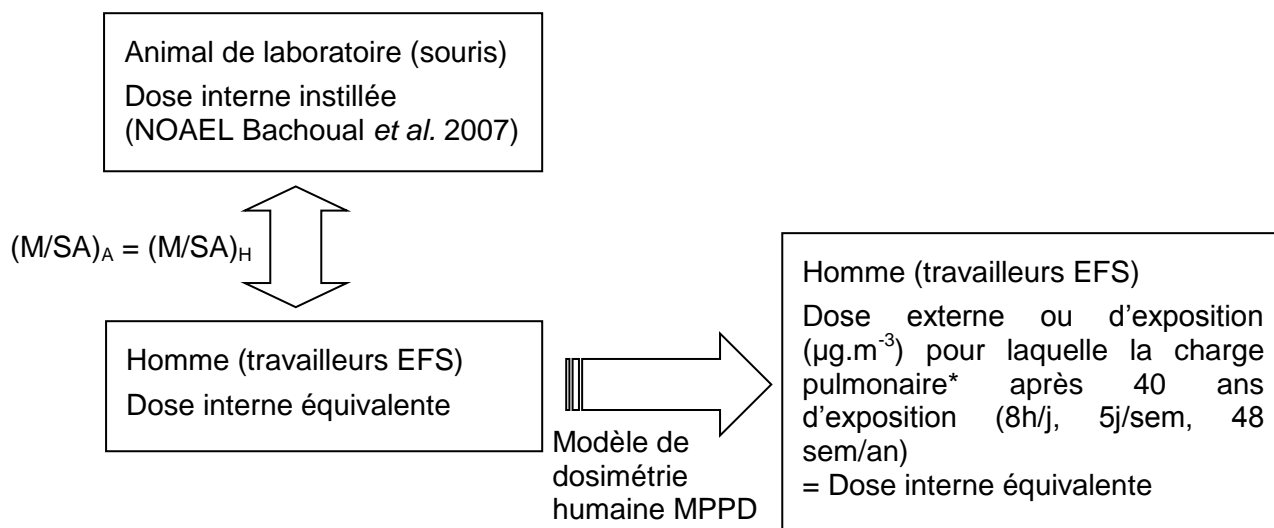 Animal de laboratoire (souris)
Dose interne instillée
(NOAEL Bachoual et al. 2007)
(M/SA)A = (M/SA)H
Homme (travailleurs EFS)
Dose interne équivalente
Modèle de
dosimétrie
humaine MPPD
Homme (travailleurs EFS)
Dose externe ou d'exposition
(µg.m-3) pour laquelle la charge
pulmonaire* après 40 ans
d'exposition (8h/j, 5j/sem, 48
sem/an)
= Dose interne équivalente